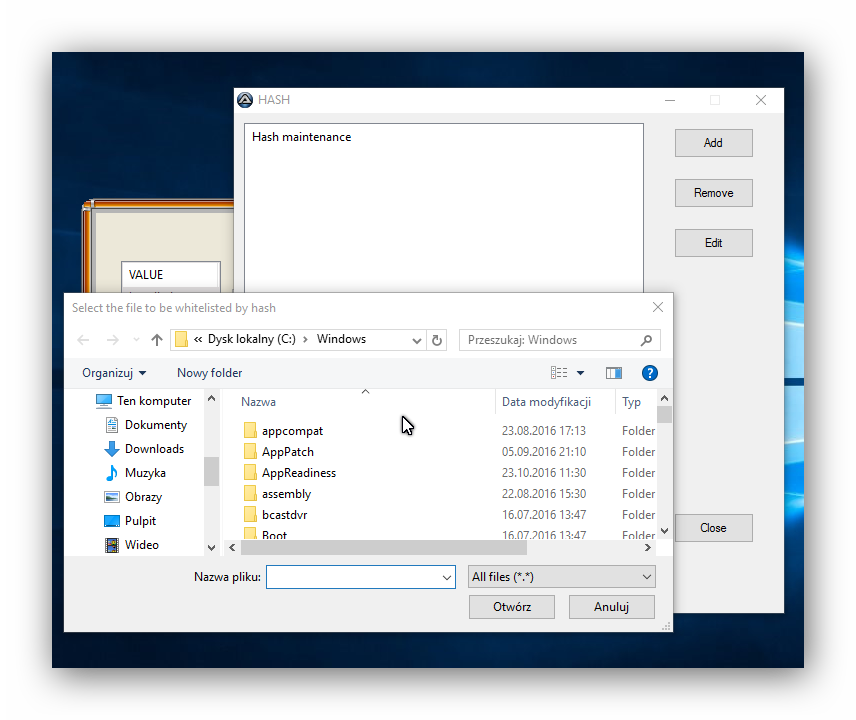 HASH
Hash maintenance
Add
Remove
Edit
VALUE
Select the file to be whitelisted by hash
« Dysk lokalny (C:) › Windows
Przeszukaj: Windows
Organizuj
Nowy folder
?
Ten komputer
Dokumenty
Downloads
Muzyka
Obrazy
Pulpit
Wideo
Nazwa Data modyfikacji Typ
appcompat 23.08.2016 17:13 Folder
AppPatch 05.09.2016 21:10 Folder
AppReadiness 23.10.2016 11:30 Folder
assembly 22.08.2016 15:30 Folder
bcastdvr 16.07.2016 13:47 Folder
Boot 16.07.2016 13:47 Folder
Close
Nazwa pliku:
All files (*.*)
Otwórz
Anuluj